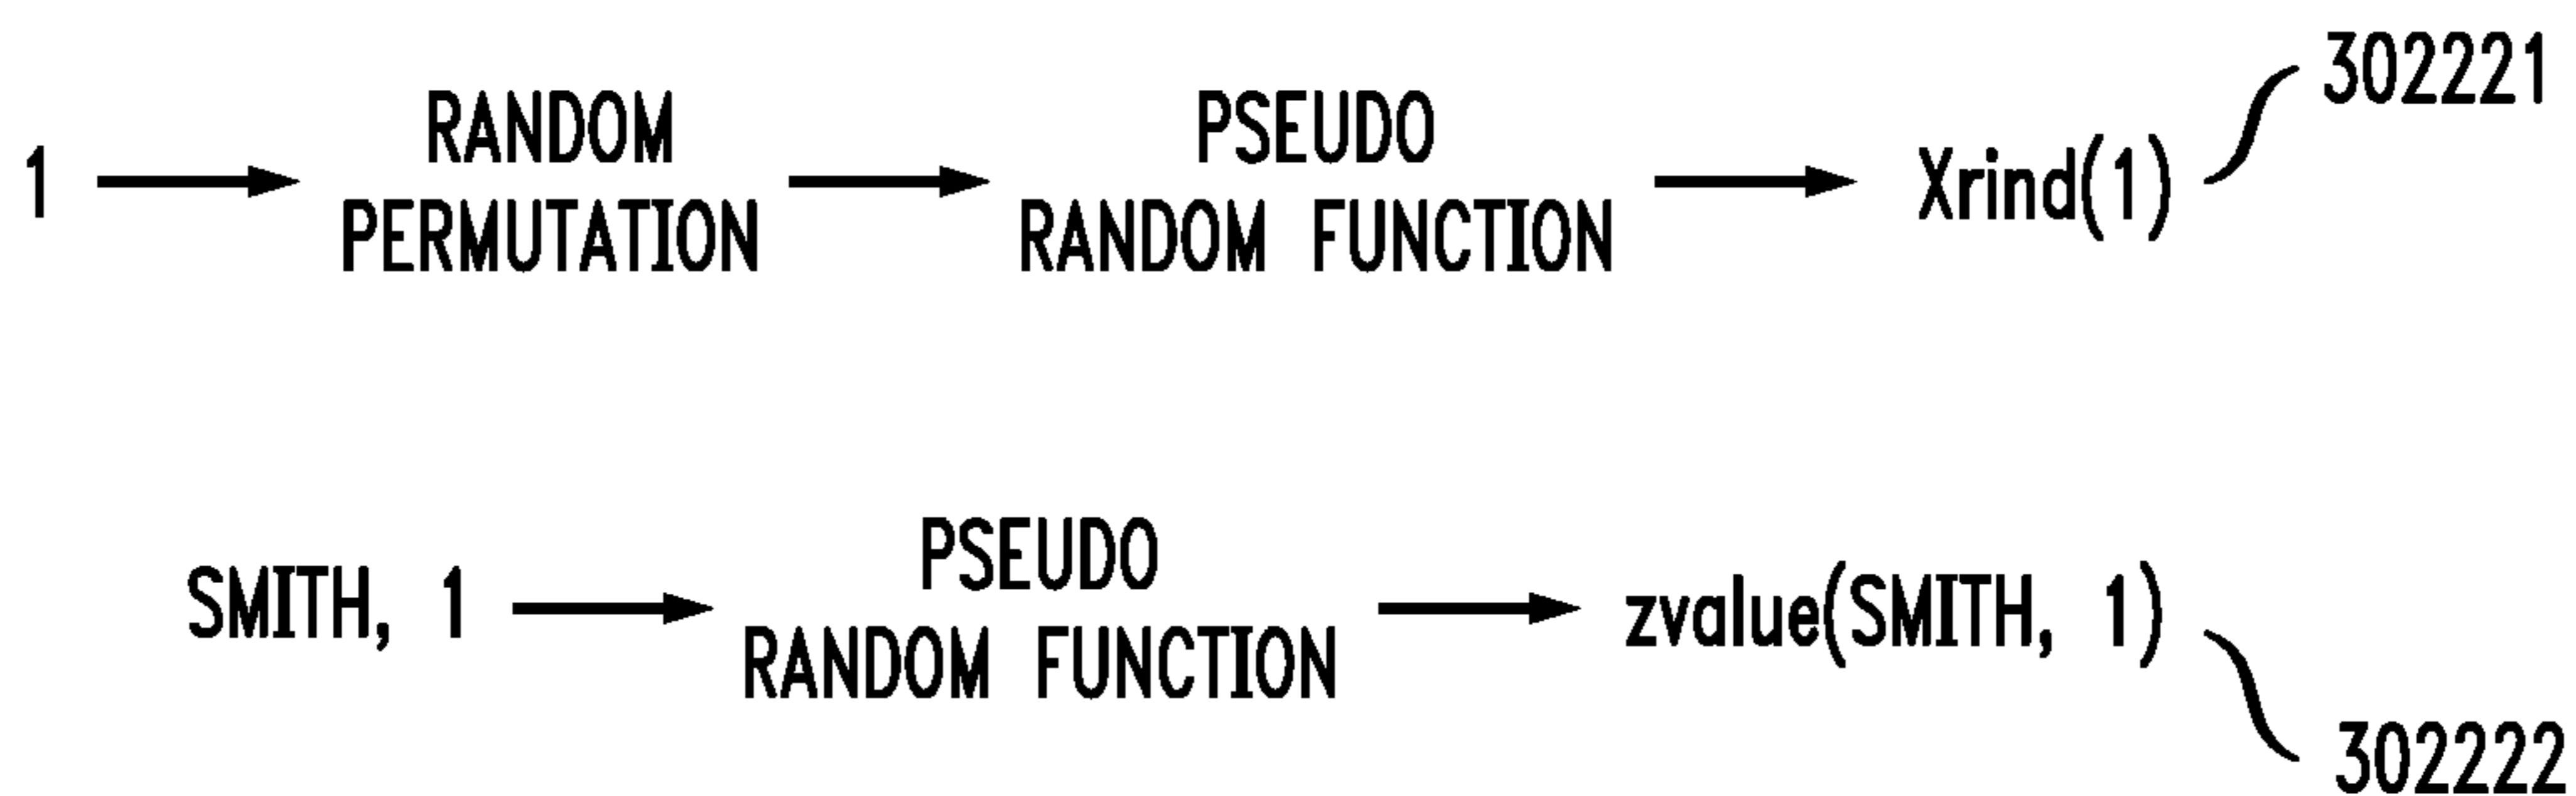 302221
1 RANDOM PERMUTATION PSEUDO RANDOM FUNCTION Xrind(1)
SMITH, 1 PSEUDO RANDOM FUNCTION zvalue(SMITH, 1)
302222